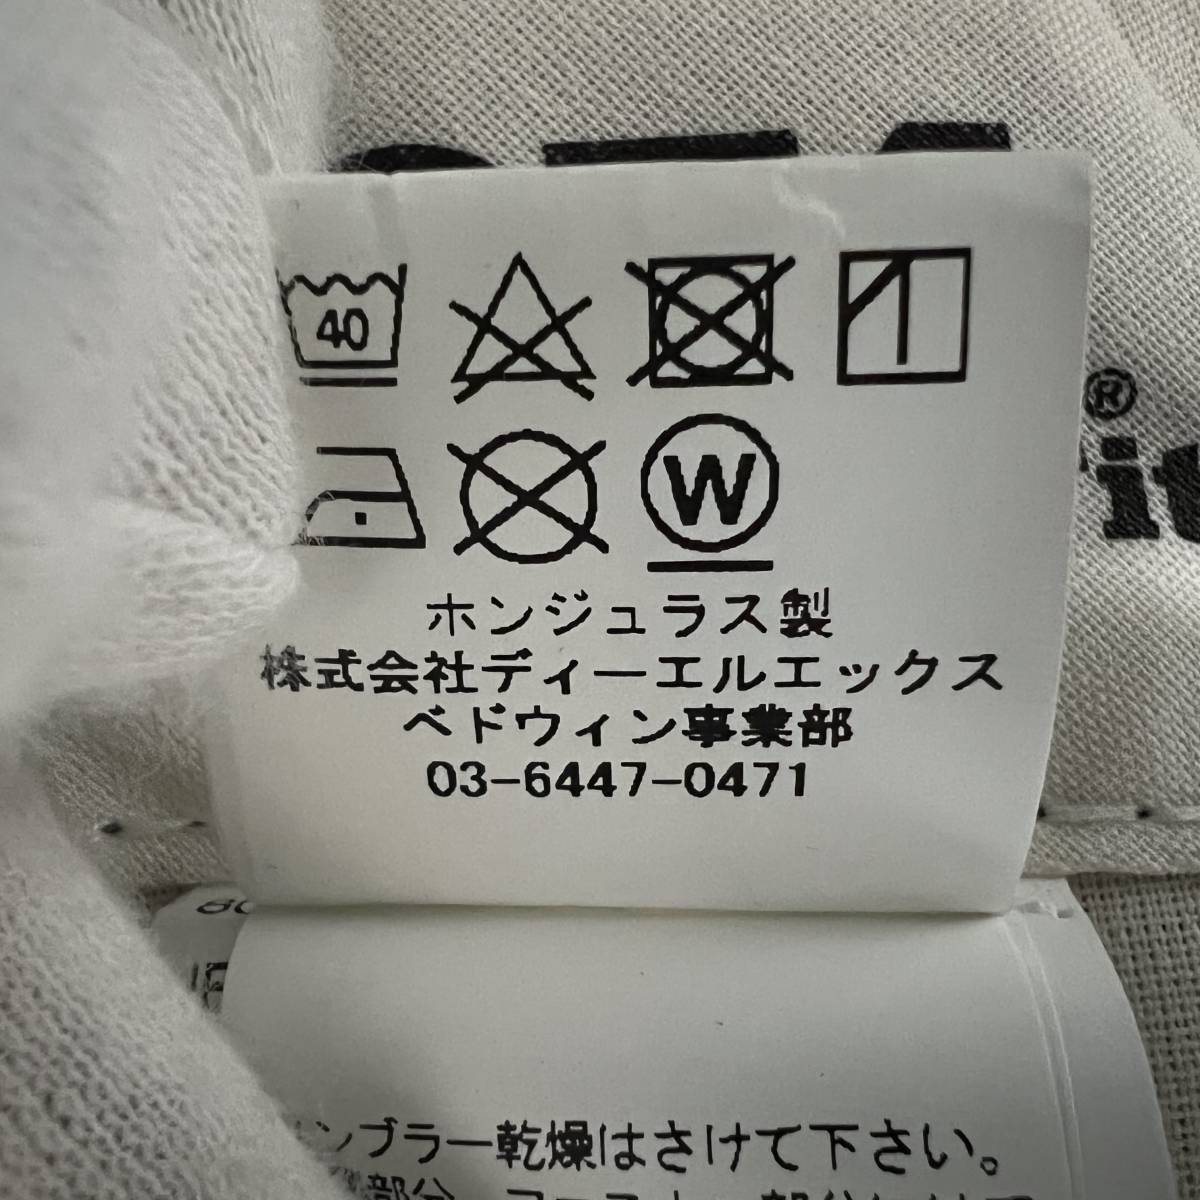 ®
it
40
W
ホンジュラス製
株式会社ディーエルエックス
ベドウィン事業部
03-6447-0471
ンブラー乾燥はさけて下さい。